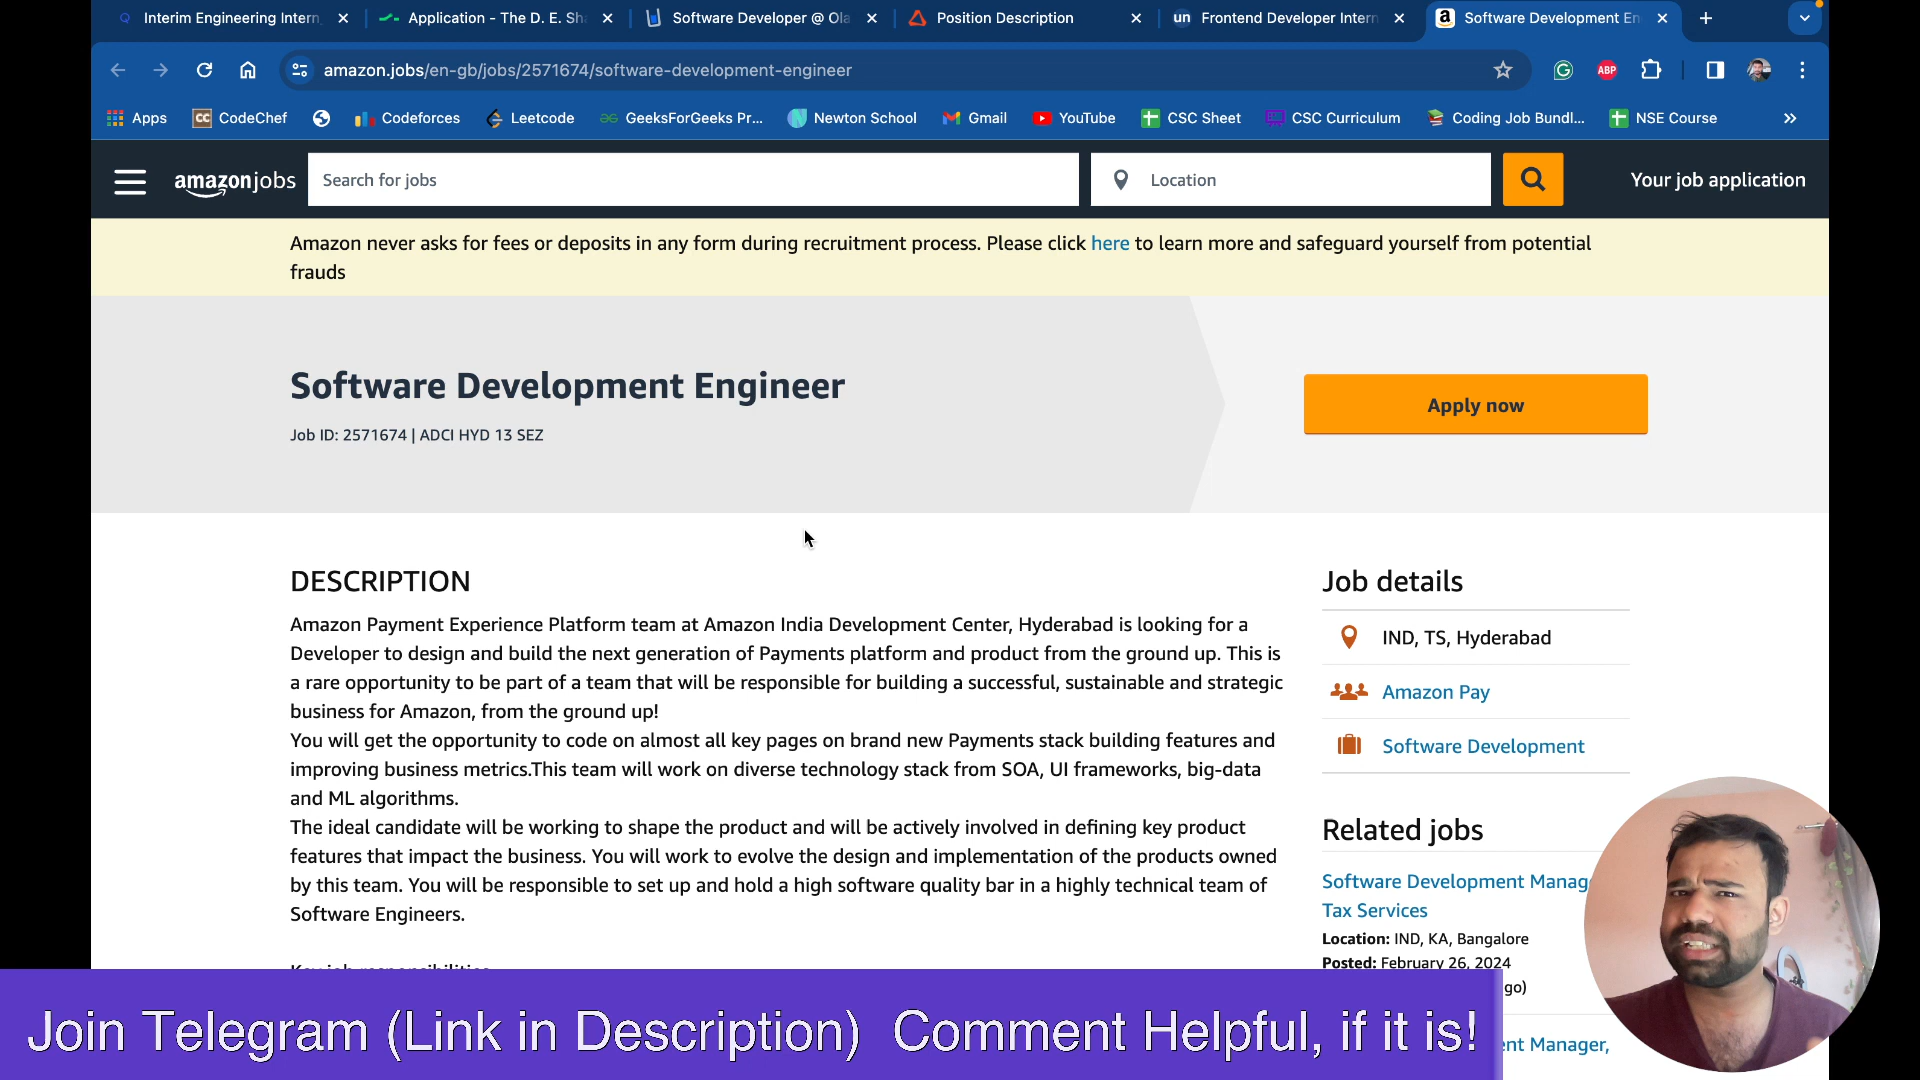 Interim Engineering Intern
Application - The D. E. Sh
Software Developer @ Ola
Position Description
un Frontend Developer Intern
Software Development En
amazon.jobs/en-gb/jobs/2571674/software-development-engineer
ABP
Apps
CC CodeChef
Codeforces
Leetcode
GeeksForGeeks Pr...
Newton School
Gmail
YouTube
CSC Sheet
CSC Curriculum
Coding Job Bundl...
NSE Course
amazonjobs
Search for jobs
Location
Your job application
Amazon never asks for fees or deposits in any form during recruitment process. Please click here to learn more and safeguard yourself from potential
frauds
Software Development Engineer
Job ID: 2571674 | ADCI HYD 13 SEZ
Apply now
DESCRIPTION
Amazon Payment Experience Platform team at Amazon India Development Center, Hyderabad is looking for a
Developer to design and build the next generation of Payments platform and product from the ground up. This is
a rare opportunity to be part of a team that will be responsible for building a successful, sustainable and strategic
business for Amazon, from the ground up!
You will get the opportunity to code on almost all key pages on brand new Payments stack building features and
improving business metrics.This team will work on diverse technology stack from SOA, UI frameworks, big-data
and ML algorithms.
The ideal candidate will be working to shape the product and will be actively involved in defining key product
features that impact the business. You will work to evolve the design and implementation of the products owned
by this team. You will be responsible to set up and hold a high software quality bar in a highly technical team of
Software Engineers.
Key job responsibilities
Job details
IND, TS, Hyderabad
Amazon Pay
Software Development
Related jobs
Software Development Manag
Tax Services
Location: IND, KA, Bangalore
Posted: February 26, 2024
go)
ent Manager,
Join Telegram (Link in Description) Comment Helpful, if it is!